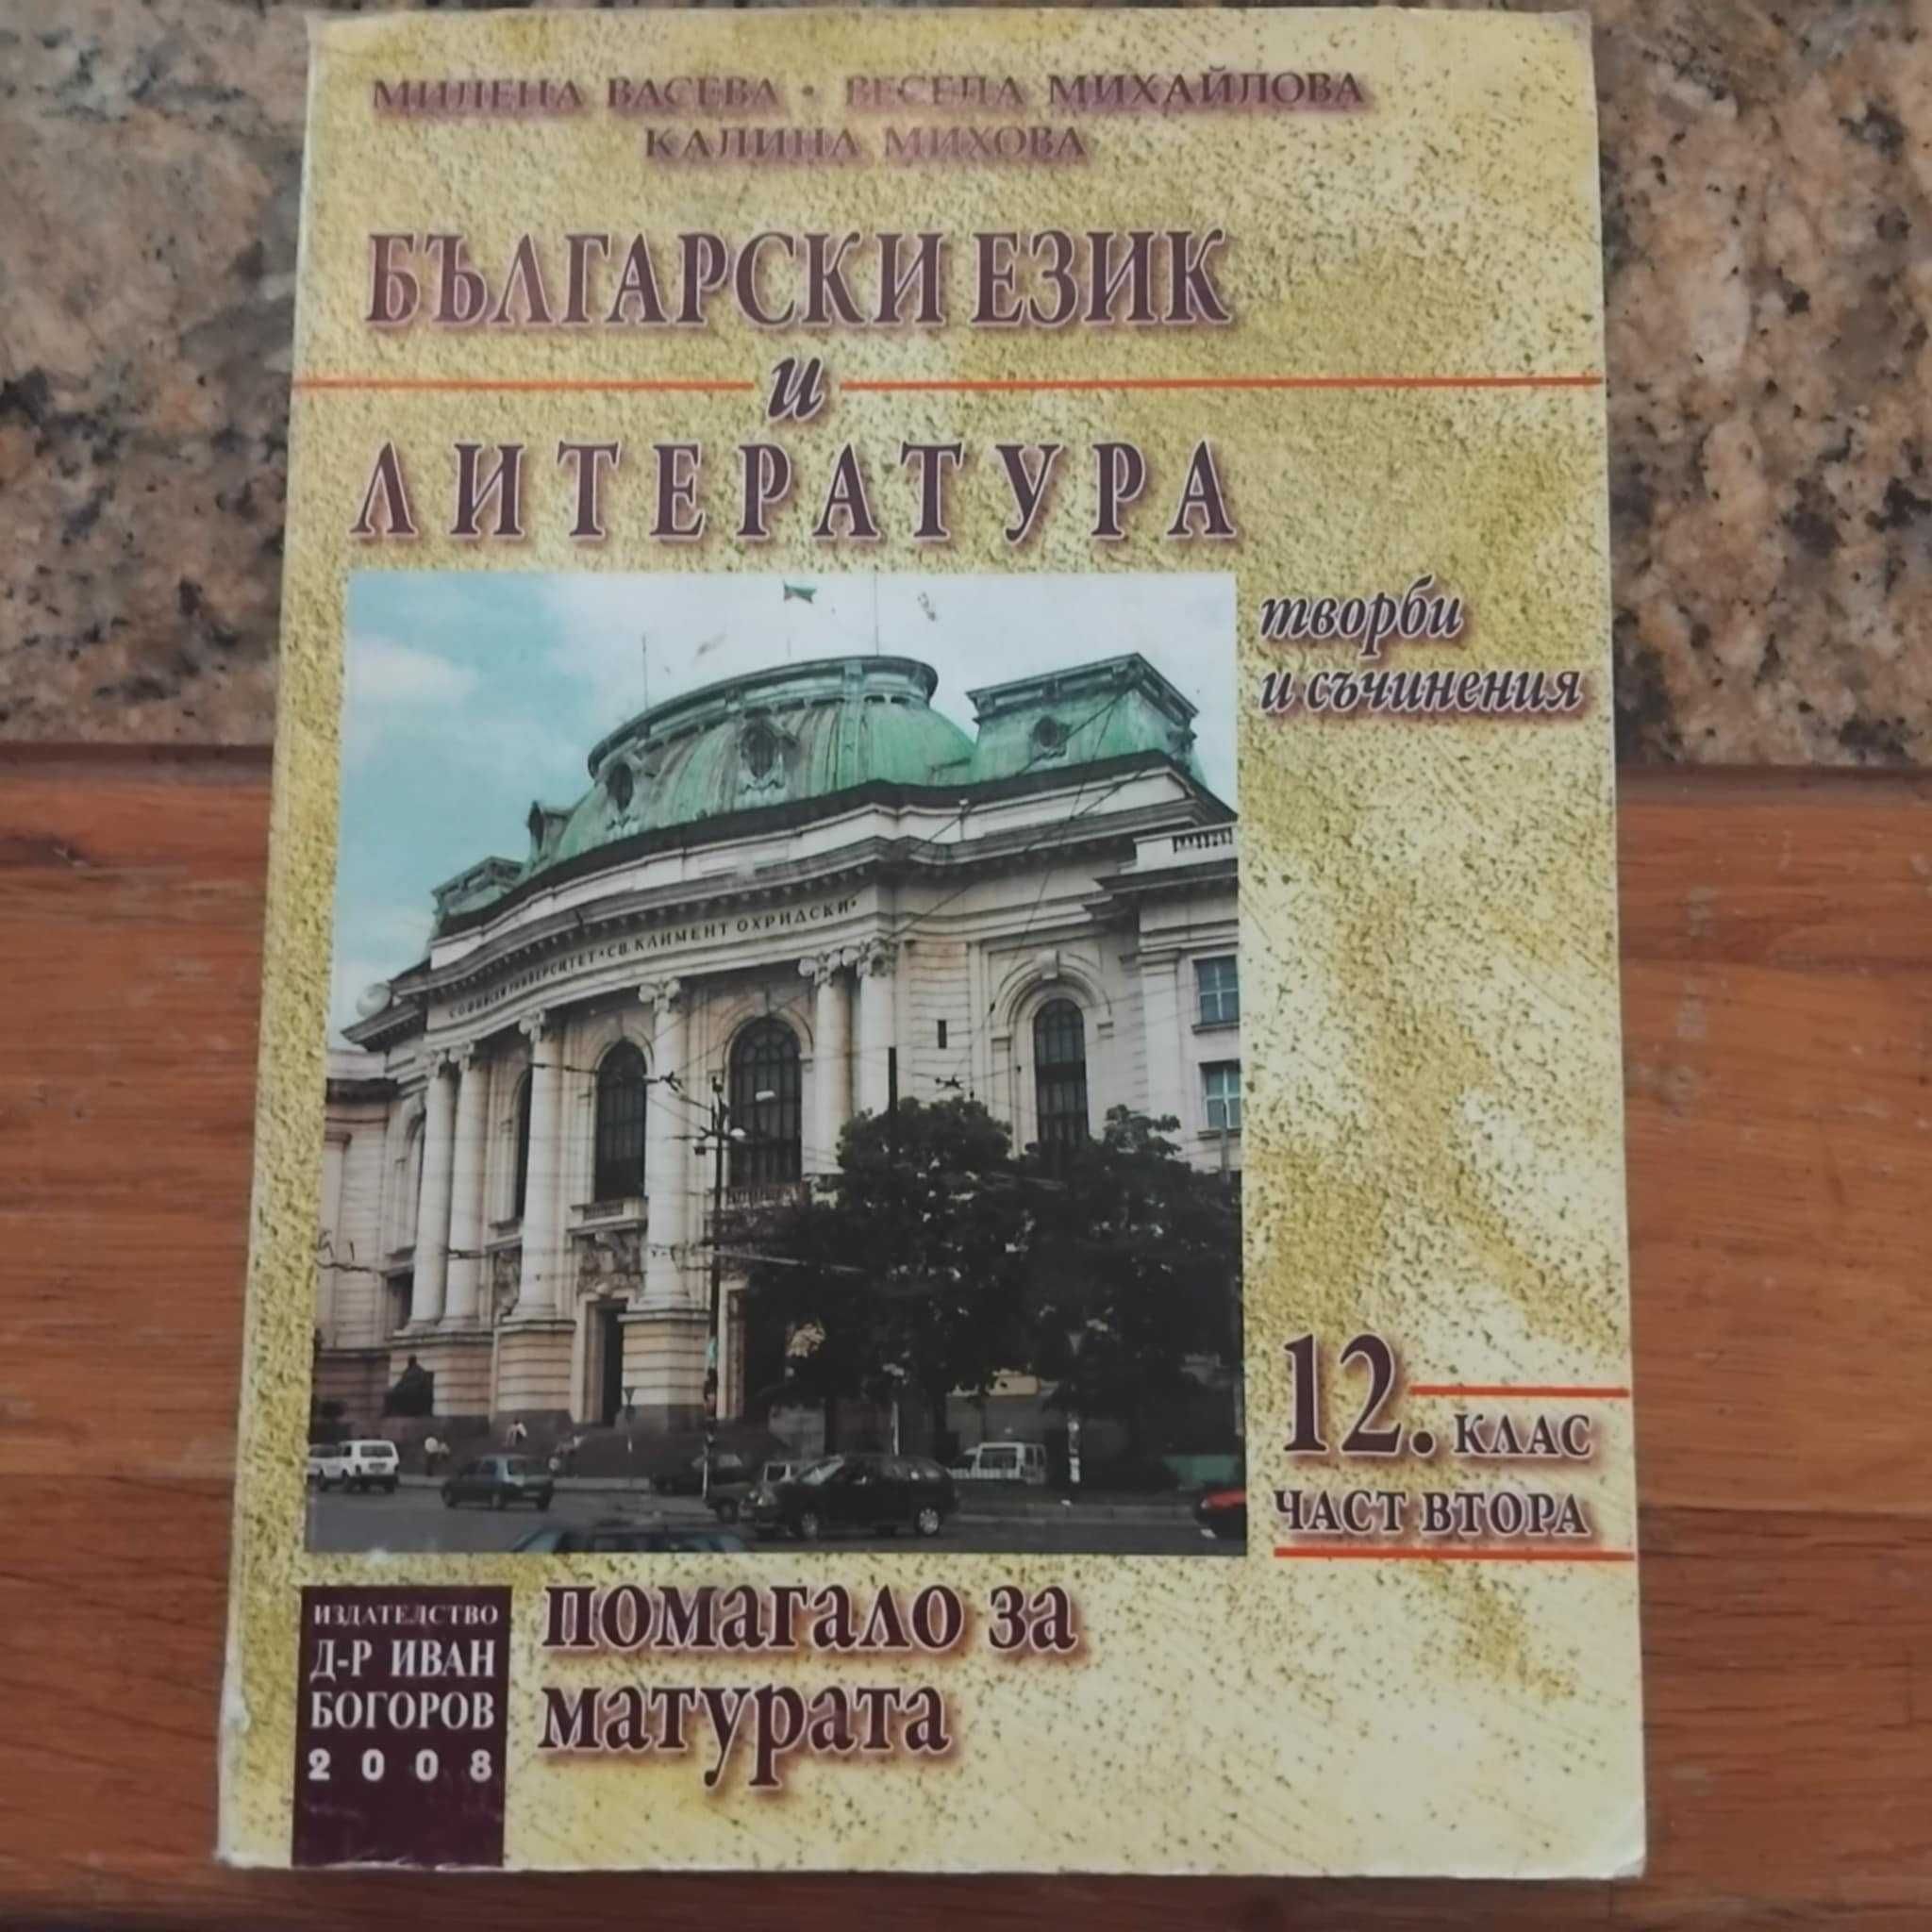 МИЛЕНА ВАСЕВА • ВЕСЕЛА МИХАЙЛОВА
КАЛИНА МИХОВА
БЪЛГАРСКИ ЕЗИК
и
ЛИТЕРАТУРА
творби
и съчинения
СОФИЙСКИ УНИВЕРСИТЕТ • СВ. КЛИМЕНТ ОХРИДСКИ •
12. КЛАС
ЧАСТ ВТОРА
ИЗДАТЕЛСТВО
Д-Р ИВАН
БОГОРОВ
2008
помагало за
матурата